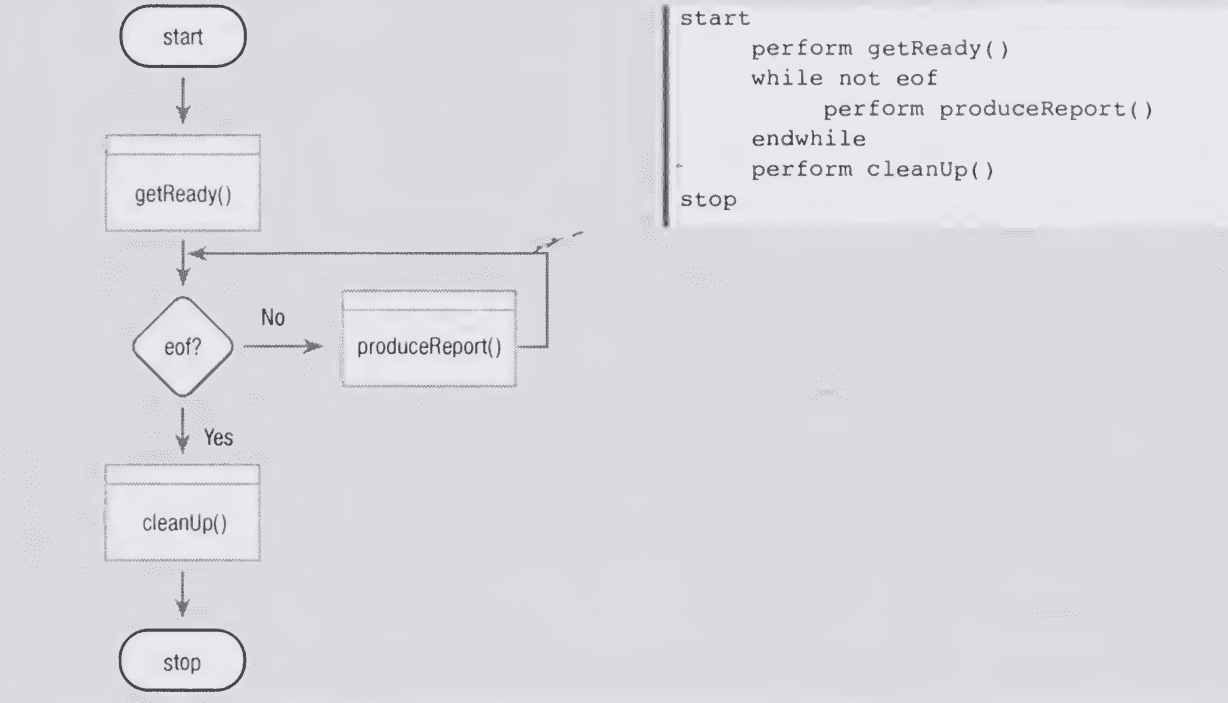 start
getReady()
eof?
No
produceReport()
Yes
cleanUp()
stop
start
perform getReady()
while not eof
perform produceReport()
endwhile
perform cleanUp()
stop